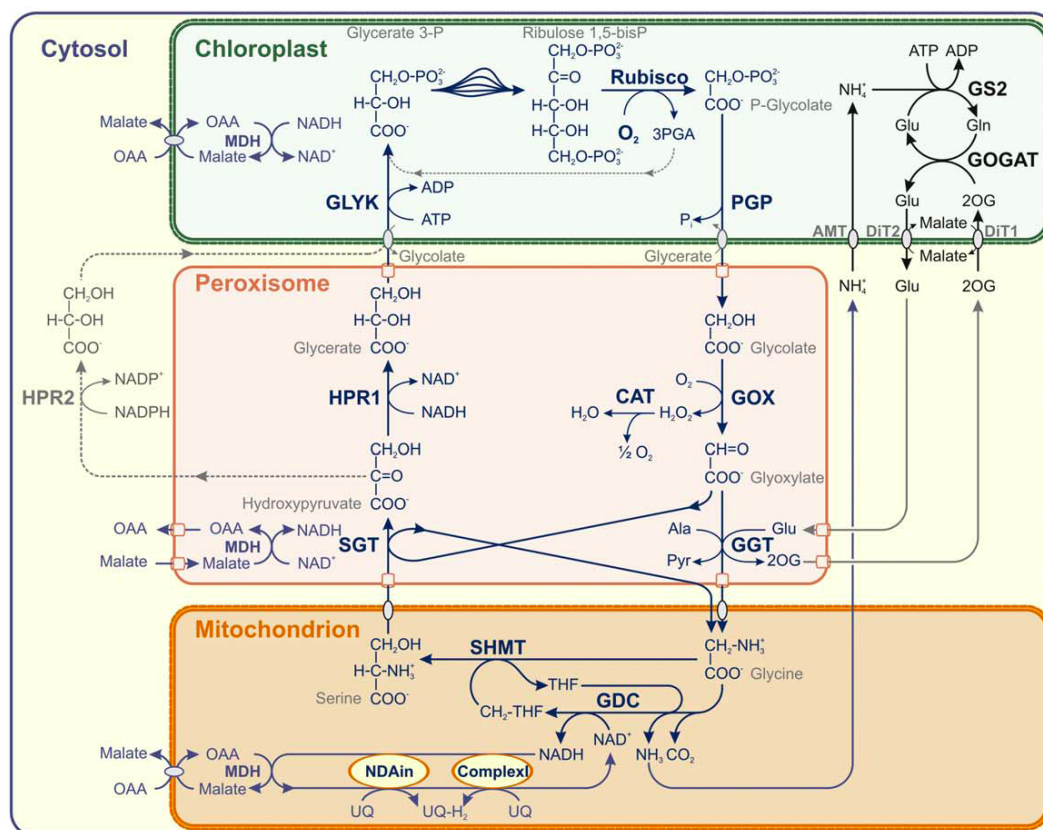 Cytosol
Chloroplast
Glycerate 3-P
Ribulose 1,5-bisP
CH₂O-PO₃²⁻
H-C-OH
COO⁻
CH₂O-PO₃²⁻
C=O
H-C-OH
H-C-OH
CH₂O-PO₃²⁻
Rubisco
O₂
3PGA
CH₂O-PO₃²⁻
COO⁻
P-Glycolate
NH₄⁺
ATP
ADP
GS2
Glu
Gln
GOGAT
Glu
2OG
Malate
OAA
NADH
MDH
OAA
Malate
NAD⁺
GLYK
ADP
ATP
PGP
Pᵢ
Glycolate
Glycerate
AMT
DiT2
Malate
DiT1
Malate
NH₄⁺
Glu
2OG
Peroxisome
CH₂OH
H-C-OH
COO⁻
CH₂OH
H-C-OH
COO⁻
Glycerate
CH₂OH
COO⁻
Glycolate
HPR2
NADP⁺
NADPH
HPR1
NAD⁺
NADH
CAT
O₂
GOX
H₂O
H₂O₂
½ O₂
CH₂OH
C=O
COO⁻
Hydroxypyruvate
CH=O
COO⁻
Glyoxylate
OAA
OAA
NADH
MDH
Malate
Malate
NAD⁺
SGT
Ala
Glu
GGT
Pyr
2OG
Mitochondrion
CH₂OH
H-C-NH₃⁺
COO⁻
Serine
SHMT
CH₂-NH₃⁺
COO⁻
Glycine
THF
CH₂-THF
GDC
NADH
NAD⁺
NH₃
CO₂
Malate
OAA
MDH
OAA
Malate
NDAin
ComplexI
UQ
UQ-H₂
UQ